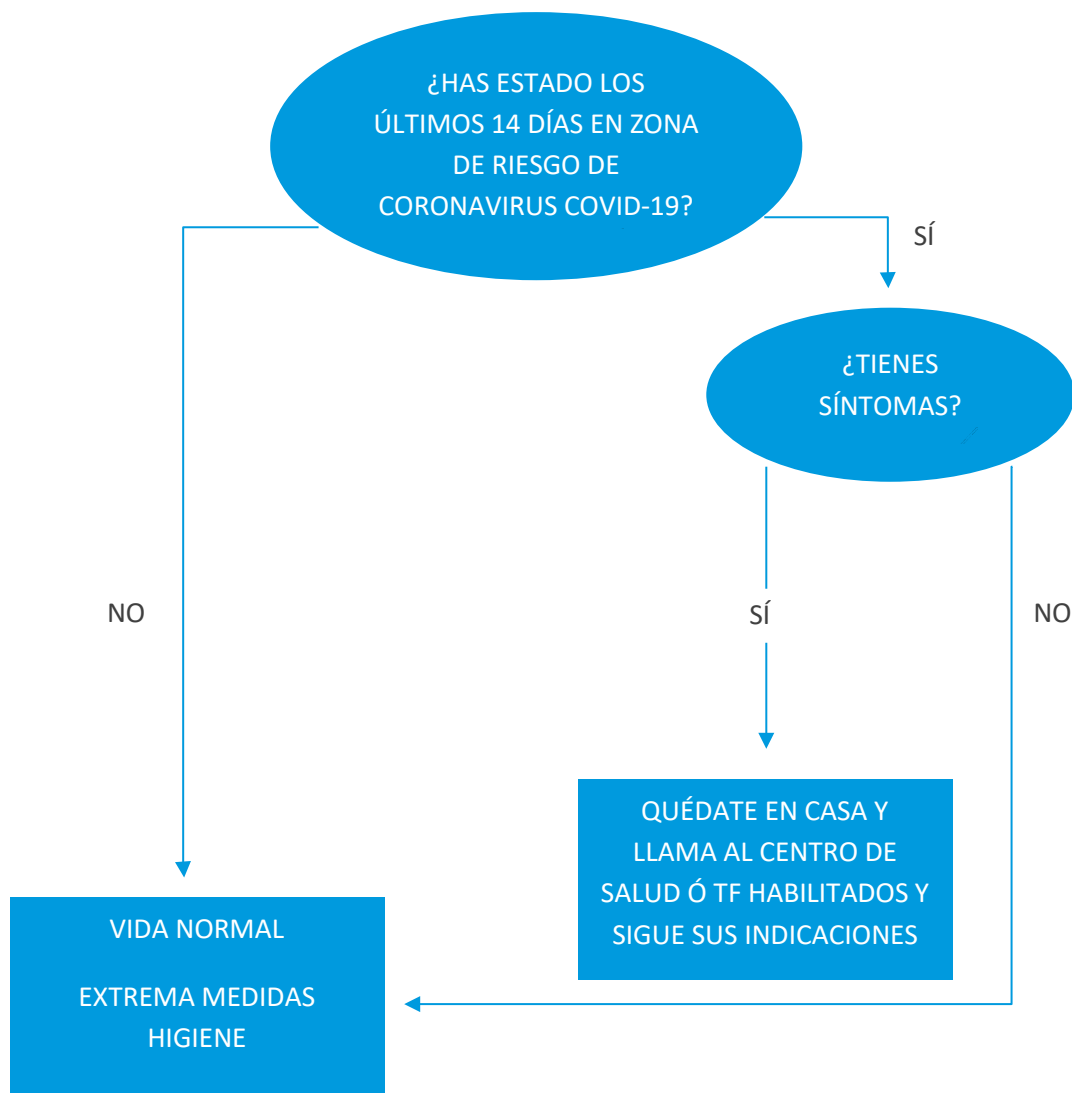 ¿HAS ESTADO LOS
ÚLTIMOS 14 DÍAS EN ZONA
DE RIESGO DE
CORONAVIRUS COVID-19?
SÍ
¿TIENES
SÍNTOMAS?
NO
SÍ
NO
QUÉDATE EN CASA Y
LLAMA AL CENTRO DE
SALUD Ó TF HABILITADOS Y
SIGUE SUS INDICACIONES
VIDA NORMAL
EXTREMA MEDIDAS
HIGIENE